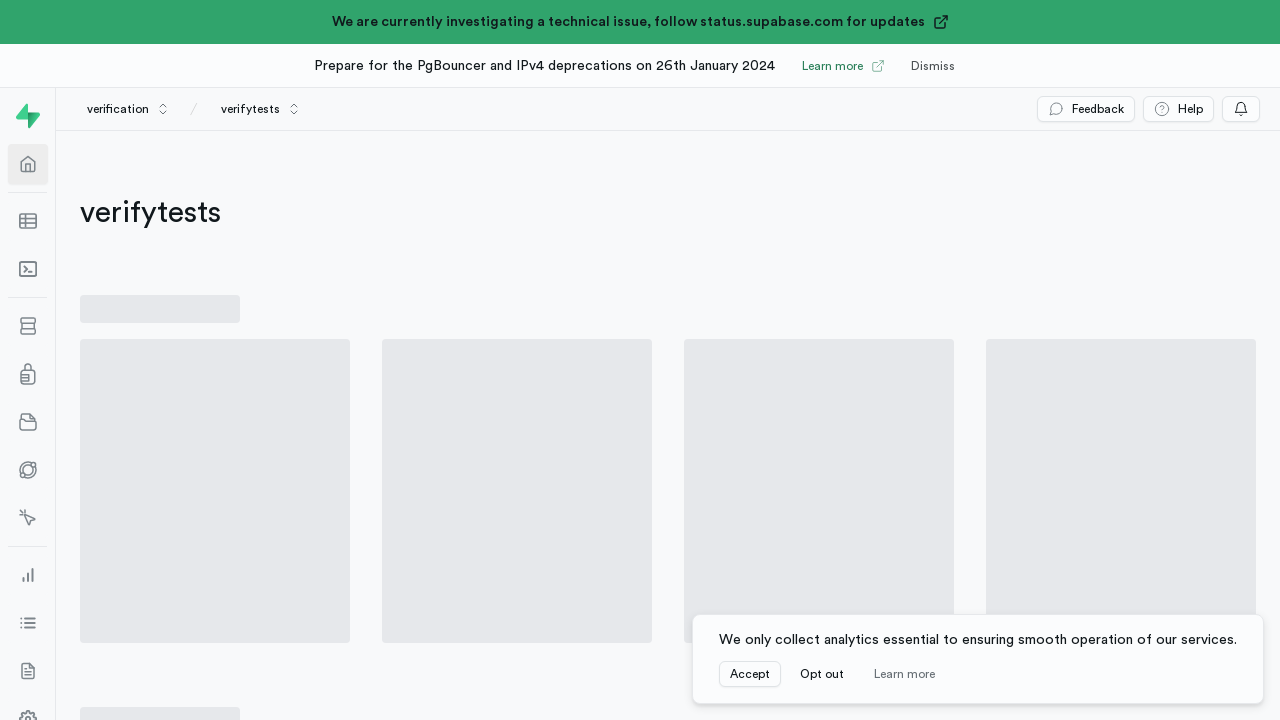 We are currently investigating a technical issue, follow status.supabase.com for updates
Prepare for the PgBouncer and IPv4 deprecations on 26th January 2024 Learn more Dismiss
verification / verifytests Feedback Help
verifytests
We only collect analytics essential to ensuring smooth operation of our services.
Accept Opt out Learn more